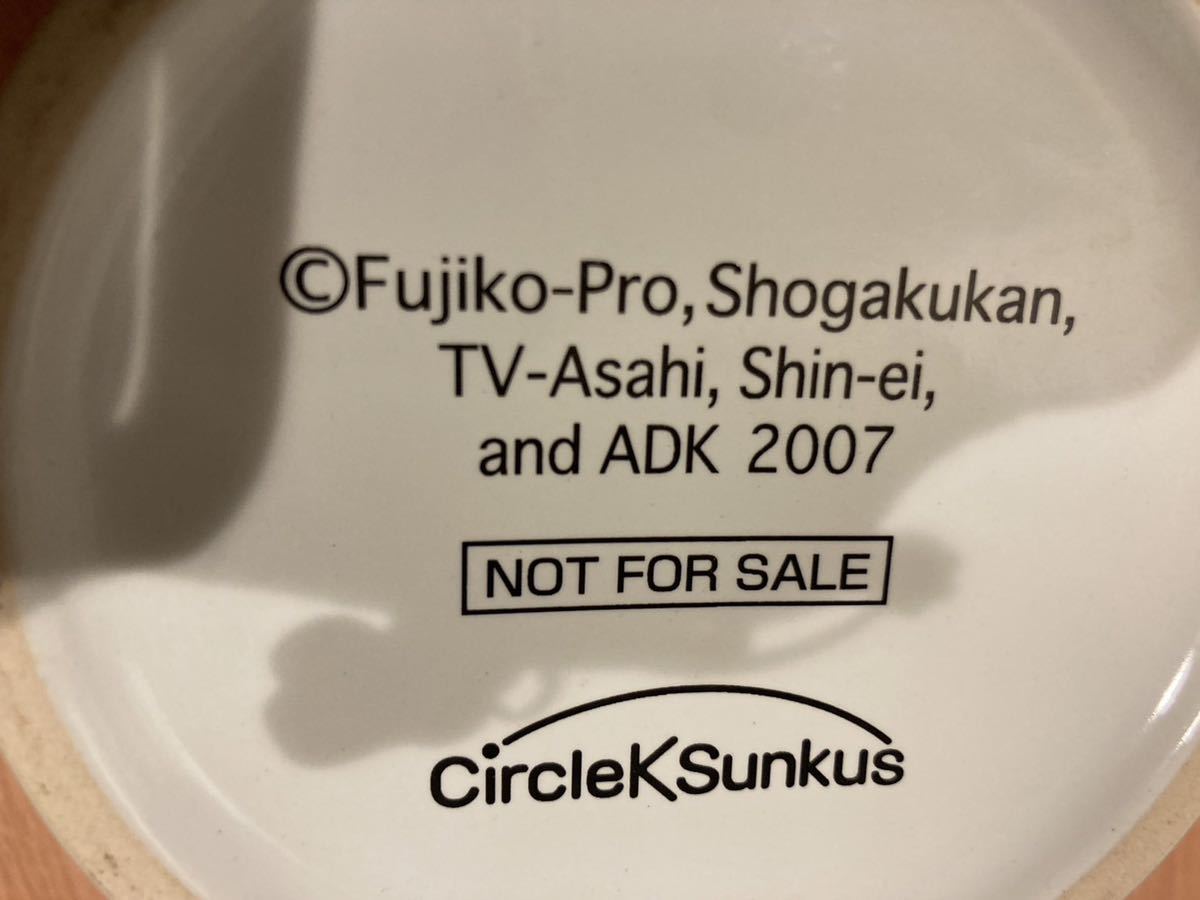 ©Fujiko-Pro, Shogakukan,
TV-Asahi, Shin-ei,
and ADK 2007
NOT FOR SALE
CircleKSunkus